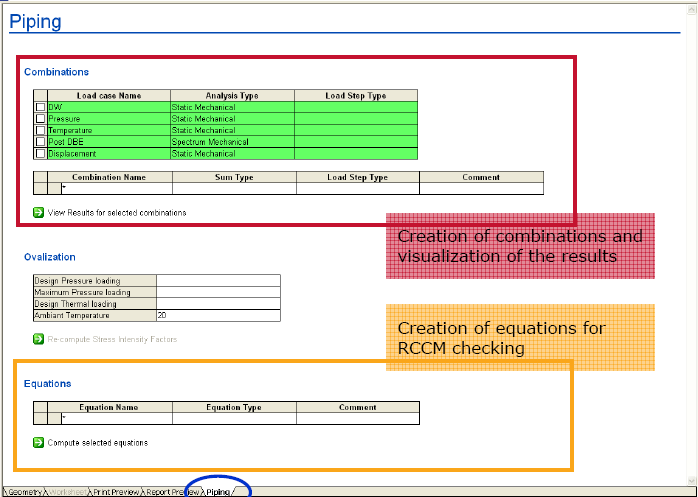 Piping
Combinations
Load case Name Analysis Type Load Step Type
DW Static Mechanical
Pressure Static Mechanical
Temperature Static Mechanical
Post DBE Spectrum Mechanical
Displacement Static Mechanical
Combination Name Sum Type Load Step Type Comment
*
View Results for selected combinations
Creation of combinations and
visualization of the results
Ovalization
Design Pressure loading
Maximum Pressure loading
Design Thermal loading
Ambiant Temperature 20
Re-compute Stress Intensity Factors
Creation of equations for
RCCM checking
Equations
Equation Name Equation Type Comment
*
Compute selected equations
Geometry Worksheet Print Preview Report Preview Piping